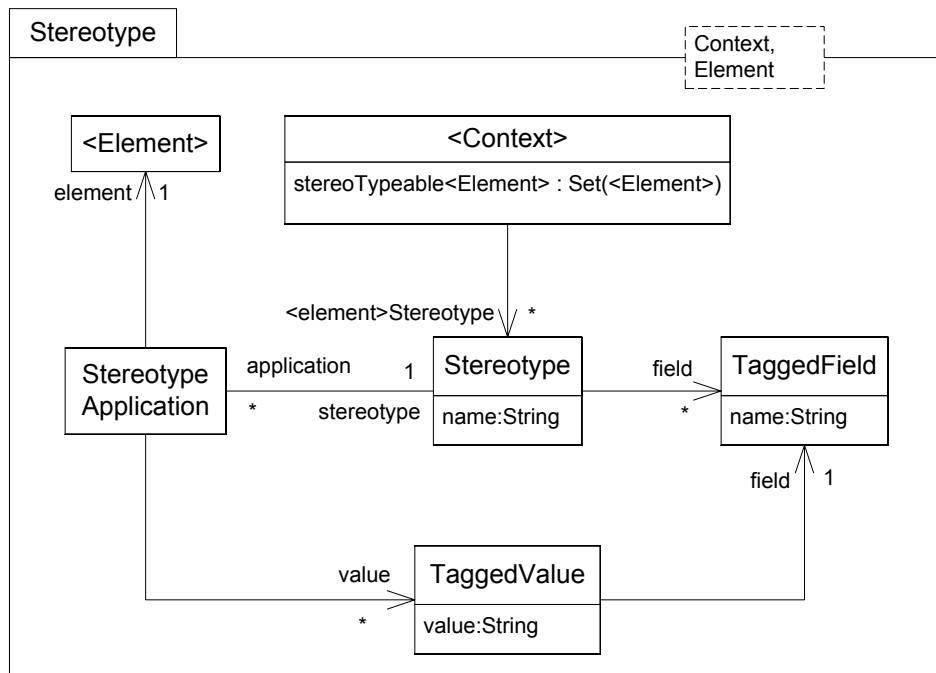 Stereotype
Context,
Element
<Element>
<Context>
stereoTypeable<Element> : Set(<Element>)
element
1
<element>Stereotype
*
Stereotype
Application
application
*
1
stereotype
Stereotype
name:String
field
*
TaggedField
name:String
field
1
value
*
TaggedValue
value:String